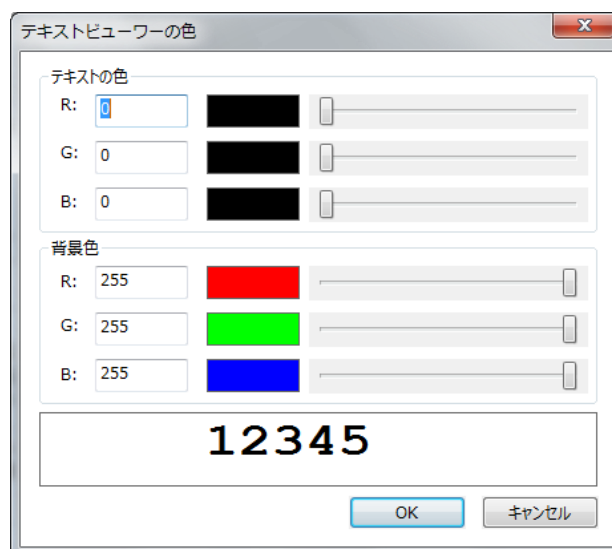 テキストビューワーの色
テキストの色
R: 0
G: 0
B: 0
背景色
R: 255
G: 255
B: 255
12345
OK キャンセル